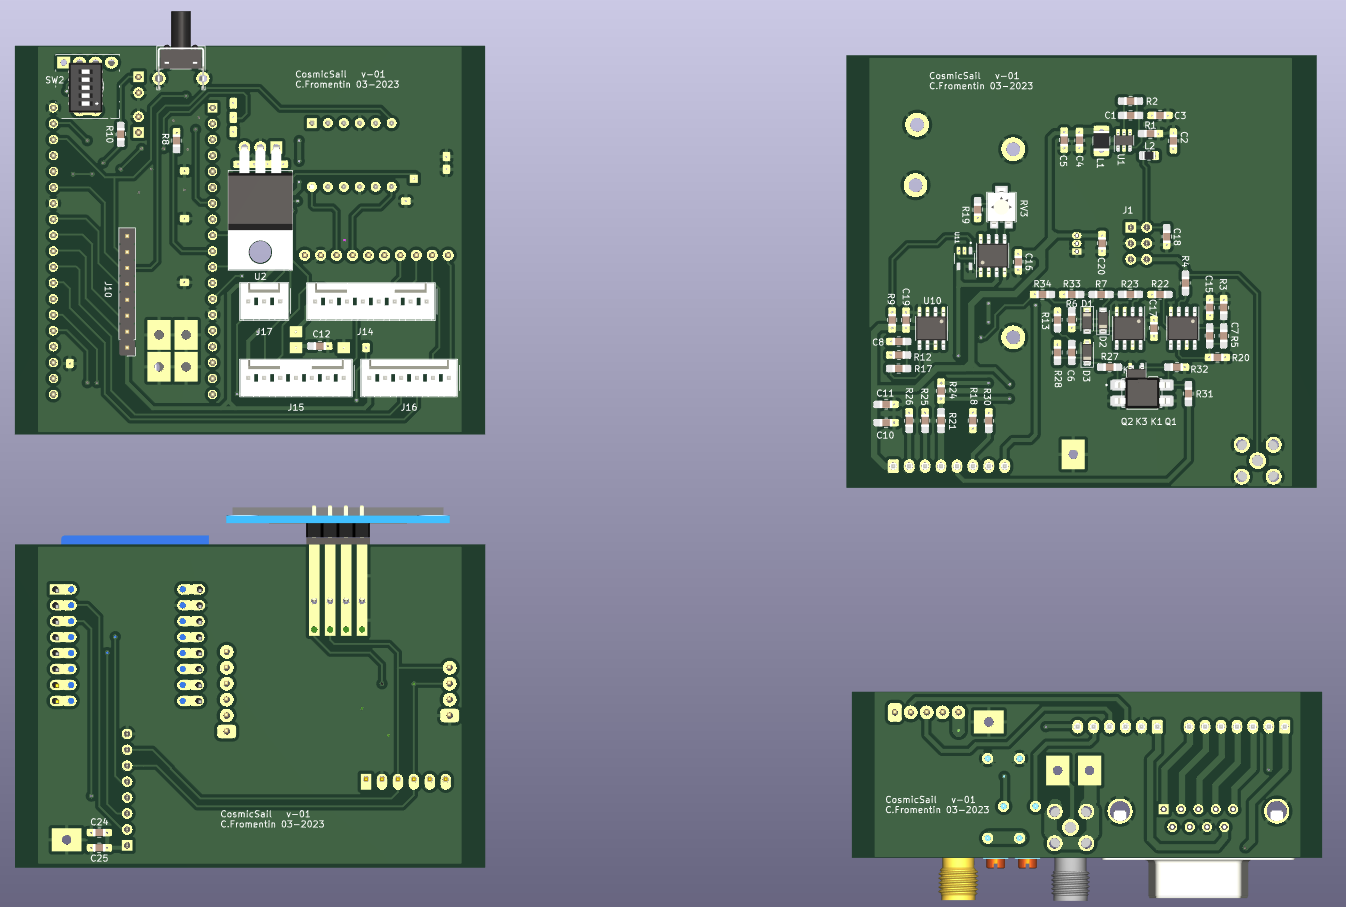 SW2
CosmicSail v-01
C.Fromentin 03-2023
R10
R8
J10
U2
J17
J14
C12
J15
J16
CosmicSail v-01
C.Fromentin 03-2023
R2
C1
C3
R1
C2
C5
C4
L1
U1
L2
R19
RV3
J1
C18
U11
C16
C20
R4
R34
R33
R7
R23
R22
C15
R3
R9
C19
U10
R6
D1
R13
C17
D2
C7
R5
C8
R12
R17
R28
C6
D3
R27
R32
R20
R31
C11
C10
R26
R25
R24
R21
R18
R30
Q2 K3 K1 Q1
CosmicSail v-01
C.Fromentin 03-2023
C24
C25
CosmicSail v-01
C.Fromentin 03-2023